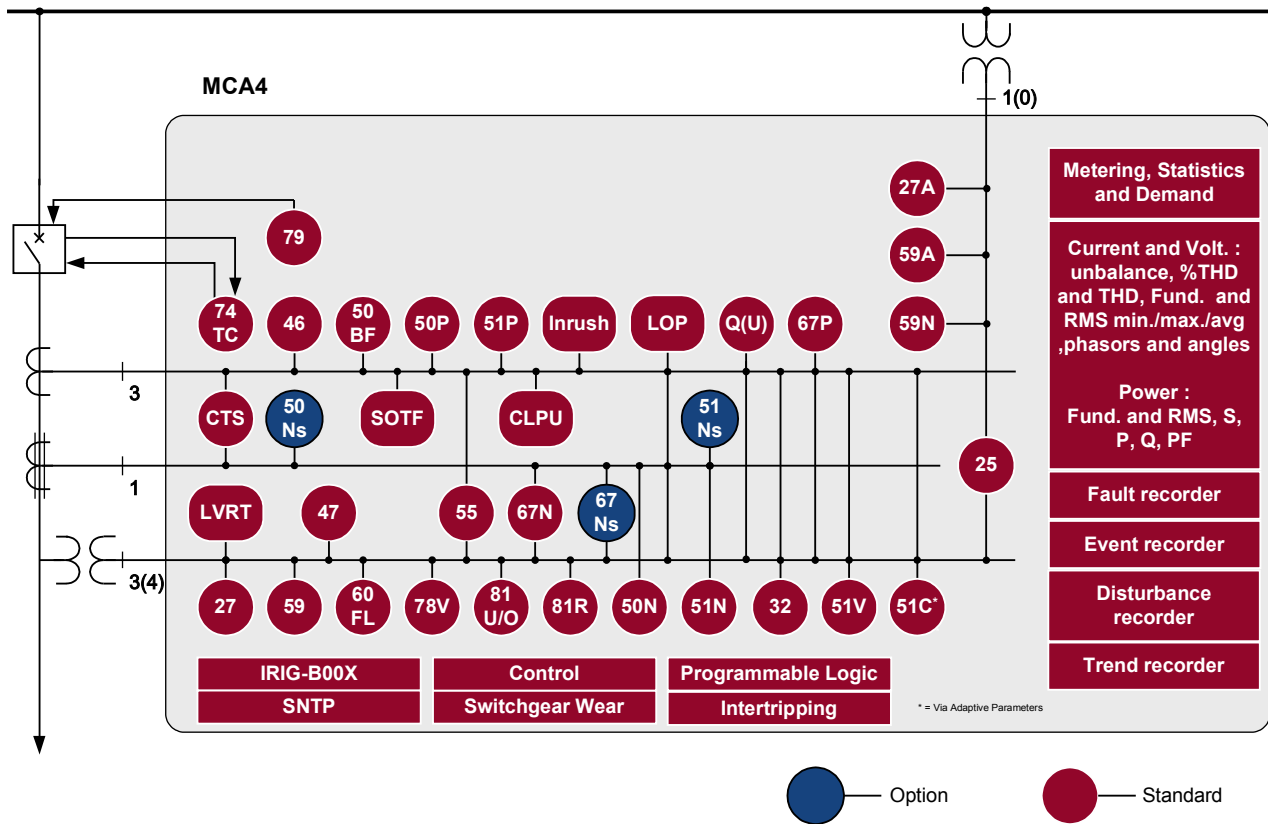 MCA4
1(0)
27A
59A
59N
79
74
TC
46
50
BF
50P
51P
Inrush
LOP
Q(U)
67P
3
CTS
50
Ns
SOTF
CLPU
51
Ns
25
1
LVRT
47
55
67N
67
Ns
3(4)
27
59
60
FL
78V
81
U/O
81R
50N
51N
32
51V
51C*
IRIG-B00X
Control
Programmable Logic
SNTP
Switchgear Wear
Intertripping
* = Via Adaptive Parameters
Metering, Statistics
and Demand
Current and Volt. :
unbalance, %THD
and THD, Fund. and
RMS min./max./avg
,phasors and angles
Power :
Fund. and RMS, S,
P, Q, PF
Fault recorder
Event recorder
Disturbance
recorder
Trend recorder
Option
Standard